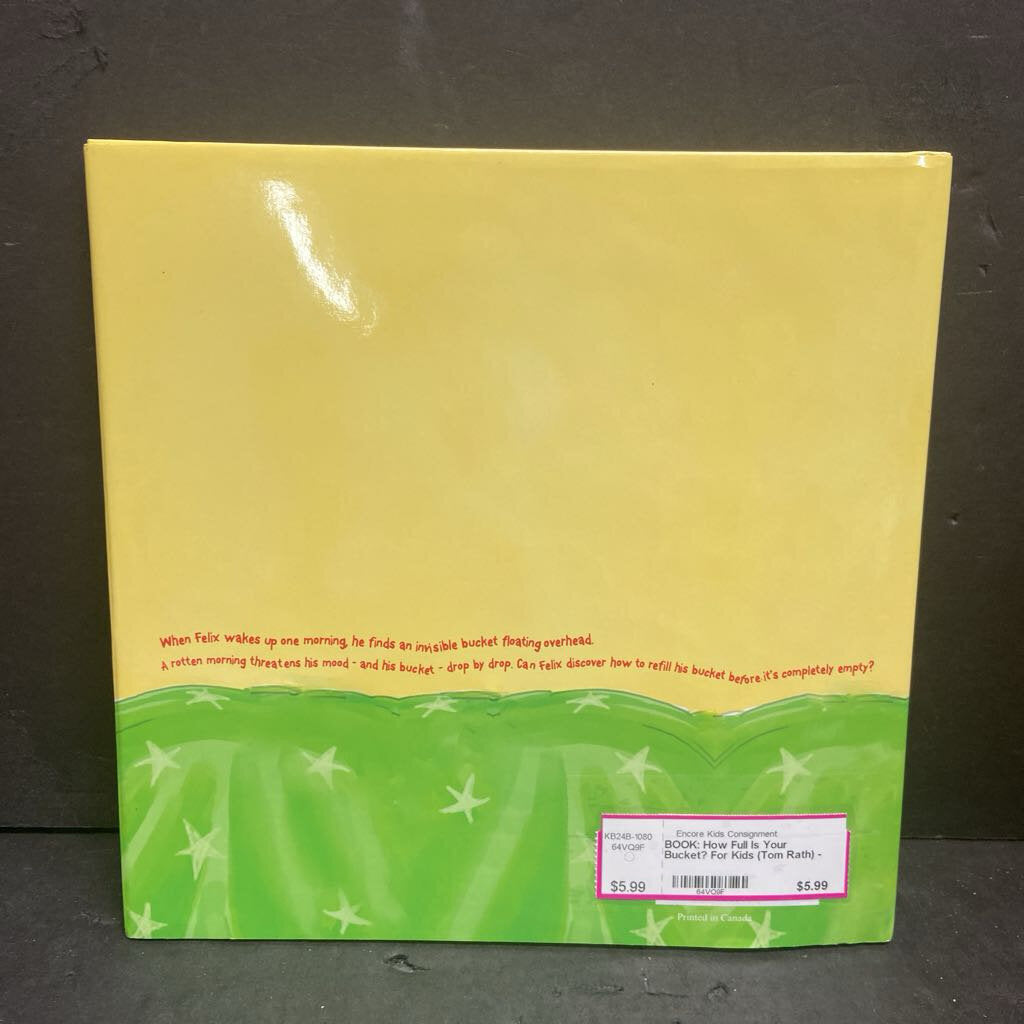 When Felix wakes up one morning, he finds an invisible bucket floating overhead.
A rotten morning threatens his mood - and his bucket - drop by drop. Can Felix discover how to refill his bucket before it's completely empty?
KB24B-1080
64VQ9F
$5.99
Encore Kids Consignment
BOOK: How Full Is Your
Bucket? For Kids (Tom Rath) -
64VQ9F
$5.99
Printed in Canada